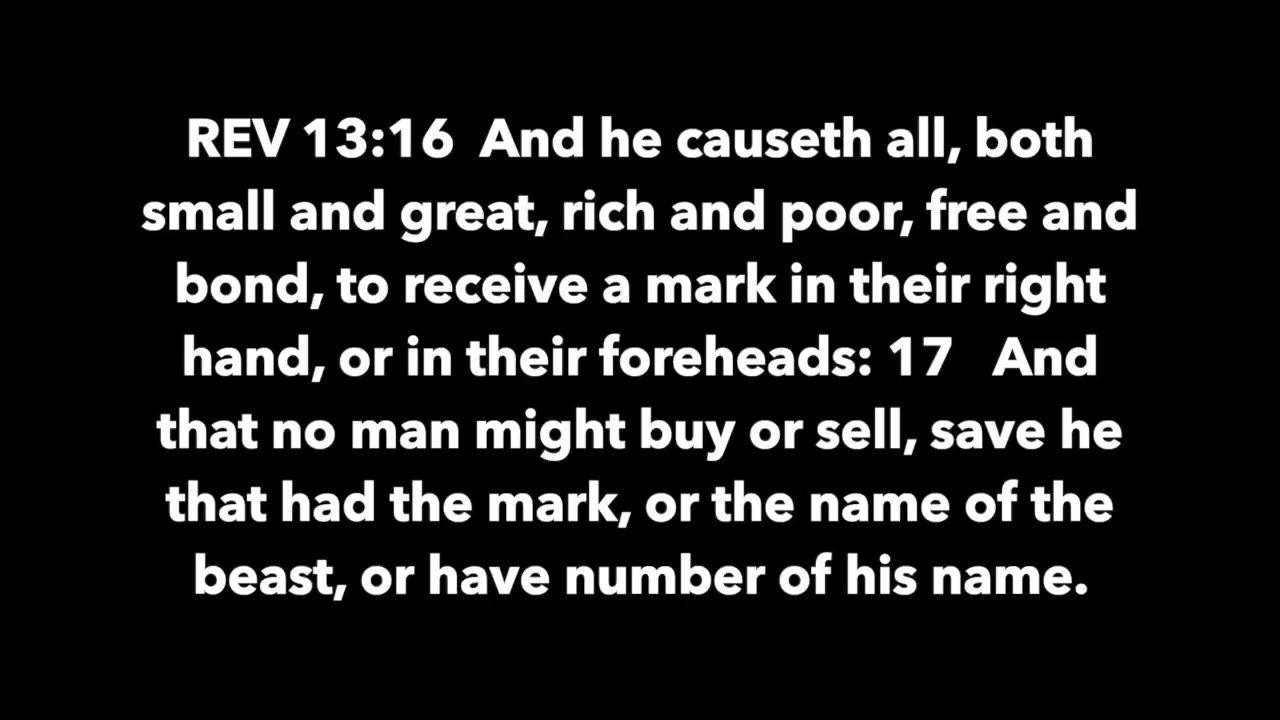 REV 13:16  And he causeth all, both
small and great, rich and poor, free and
bond, to receive a mark in their right
hand, or in their foreheads: 17   And
that no man might buy or sell, save he
that had the mark, or the name of the
beast, or have number of his name.